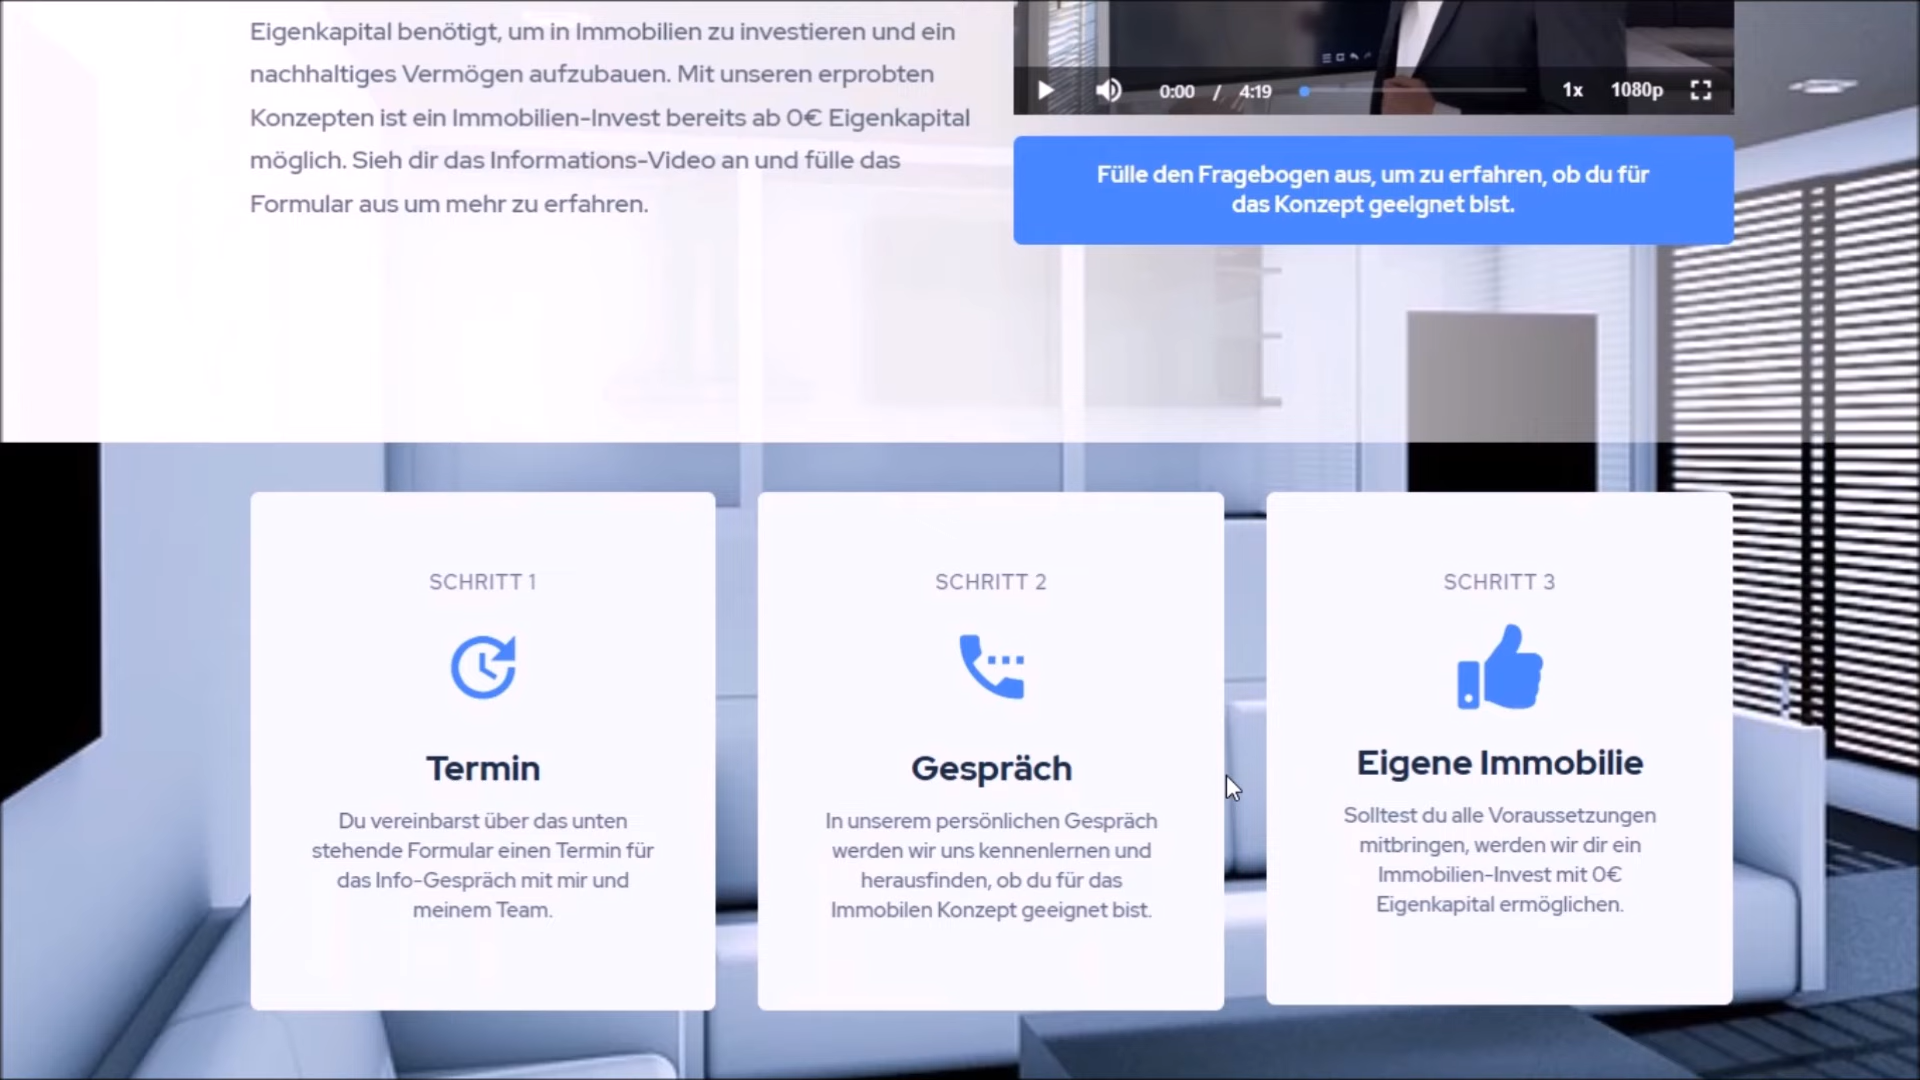 Eigenkapital benötigt, um in Immobilien zu investieren und ein
nachhaltiges Vermögen aufzubauen. Mit unseren erprobten
Konzepten ist ein Immobilien-Invest bereits ab 0€ Eigenkapital
möglich. Sieh dir das Informations-Video an und fülle das
Formular aus um mehr zu erfahren.
0:00 / 4:19
1x
1080p
Fülle den Fragebogen aus, um zu erfahren, ob du für
das Konzept geeignet bist.
SCHRITT 1
Termin
Du vereinbarst über das unten
stehende Formular einen Termin für
das Info-Gespräch mit mir und
meinem Team.
SCHRITT 2
Gespräch
In unserem persönlichen Gespräch
werden wir uns kennenlernen und
herausfinden, ob du für das
Immobilen Konzept geeignet bist.
SCHRITT 3
Eigene Immobilie
Solltest du alle Voraussetzungen
mitbringen, werden wir dir ein
Immobilien-Invest mit 0€
Eigenkapital ermöglichen.